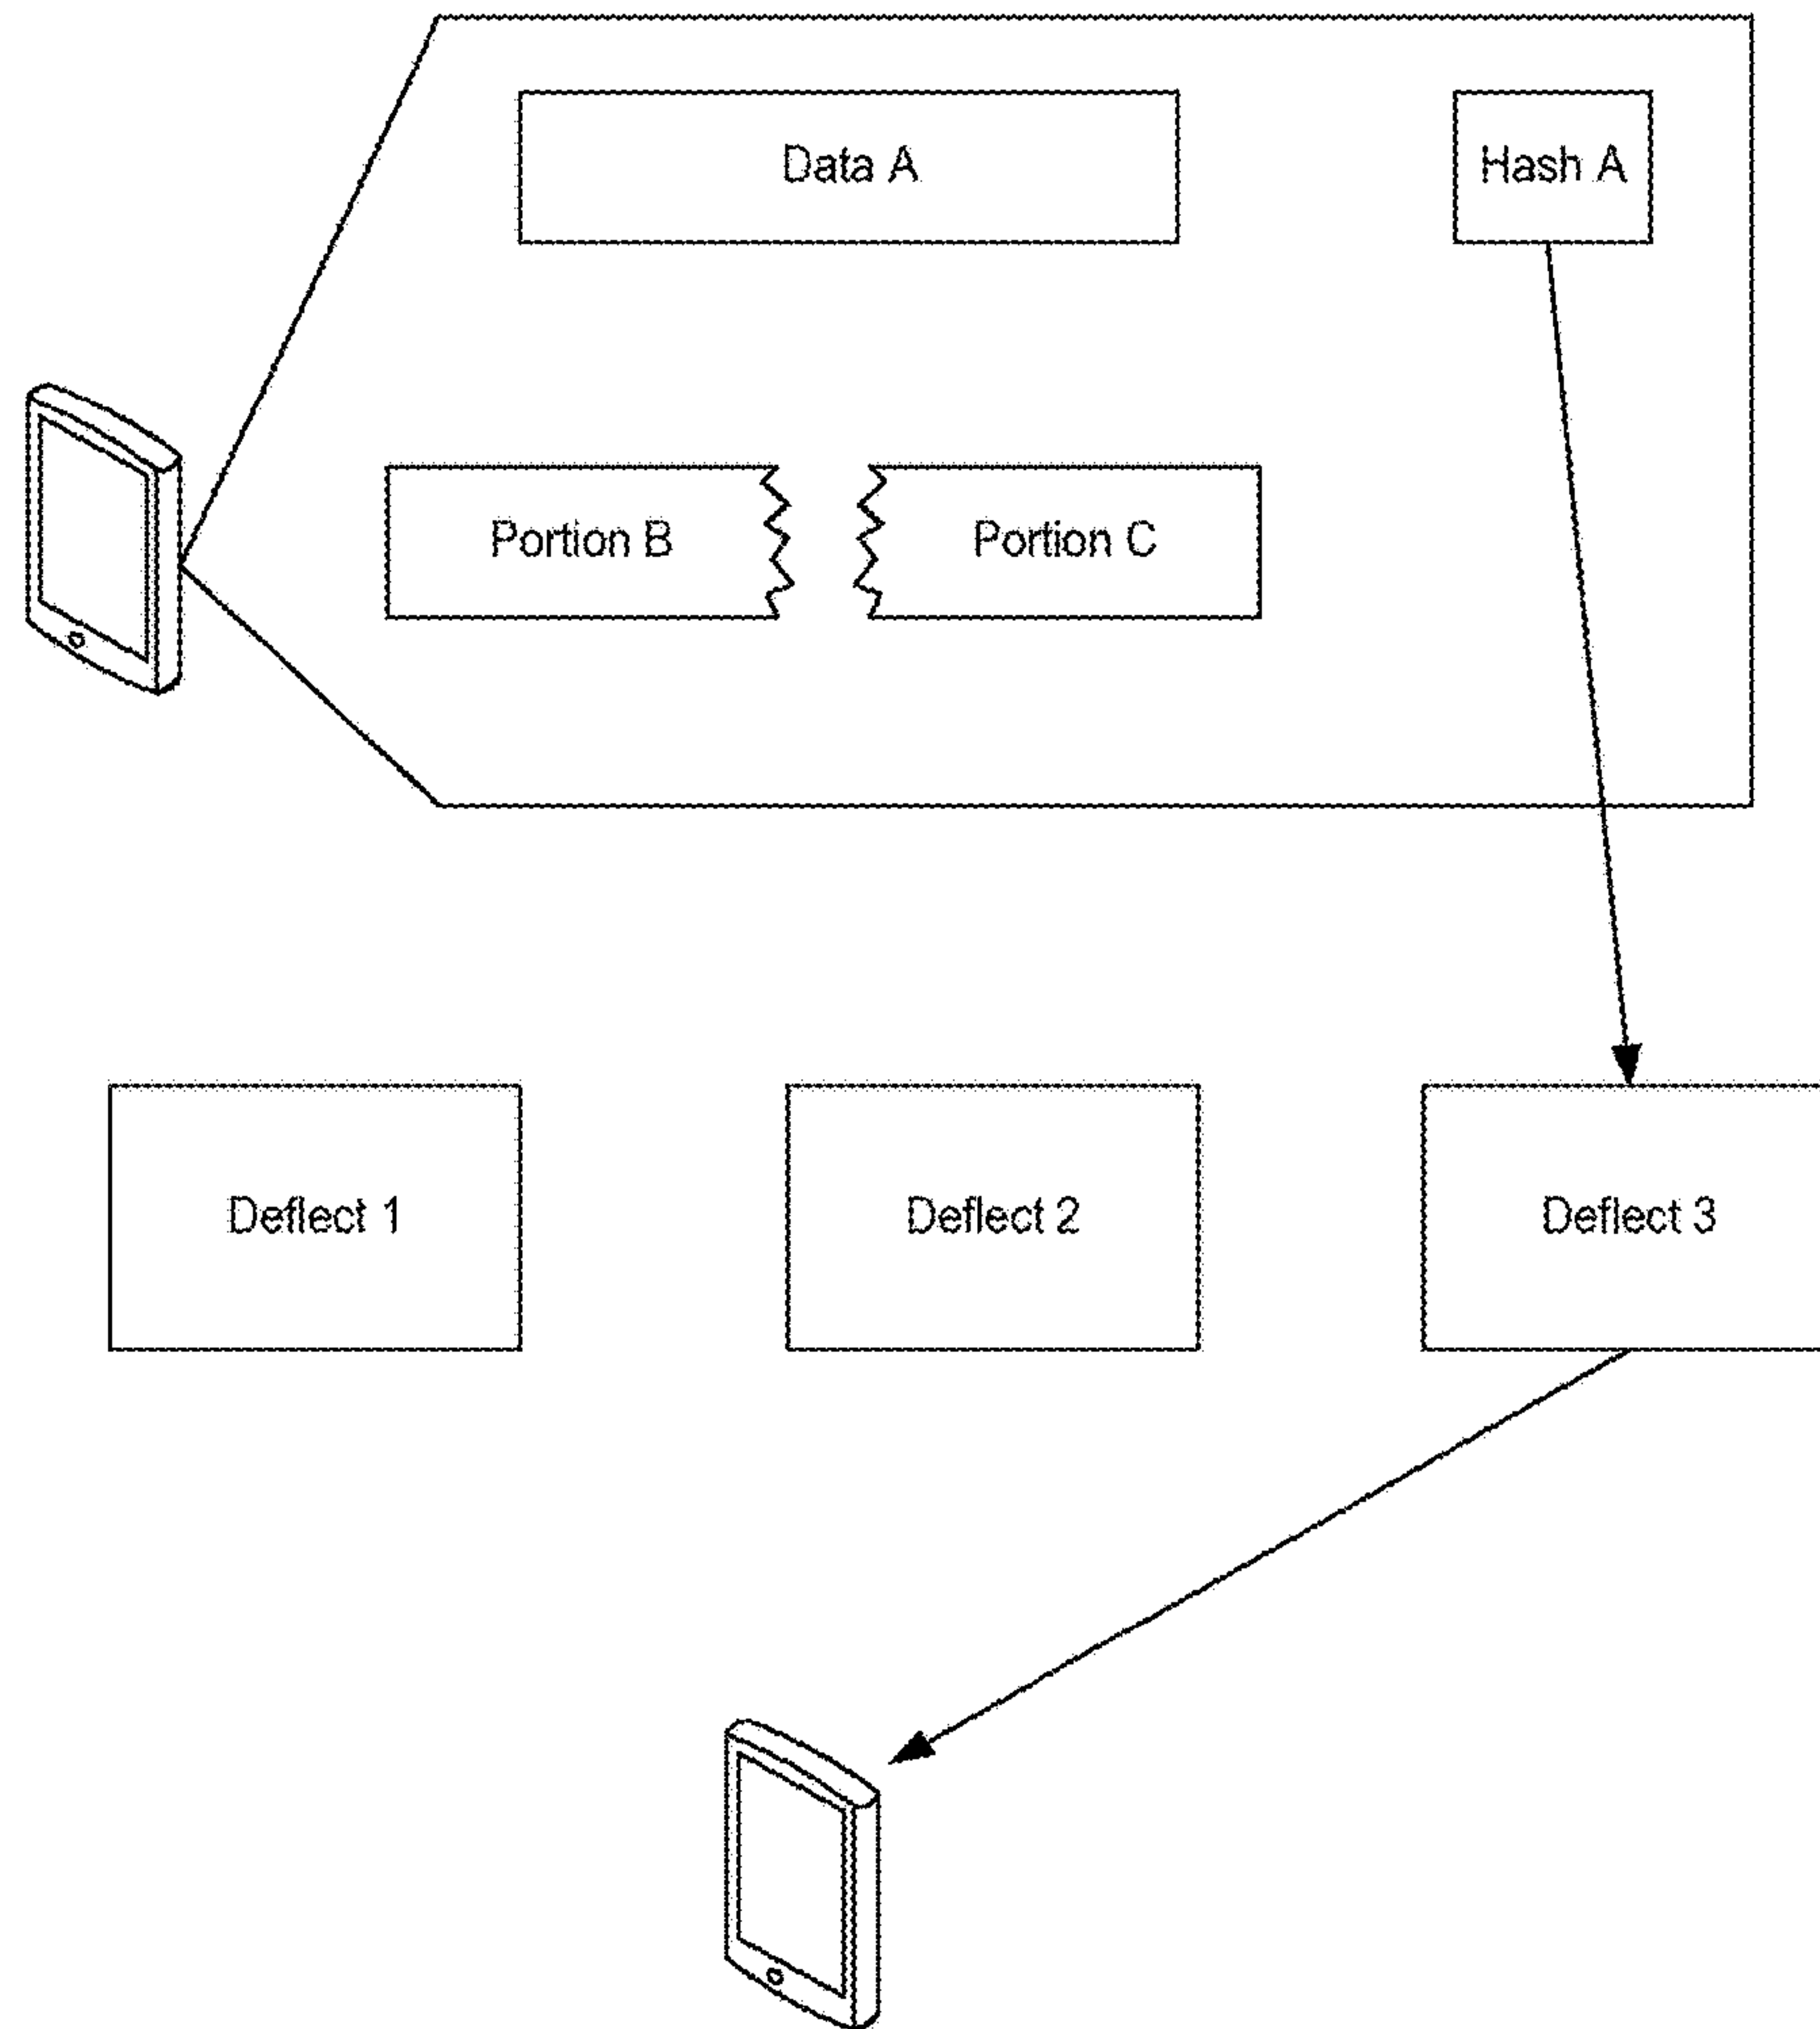 Data A
Hash A
Portion B
Portion C
Deflect 1
Deflect 2
Deflect 3